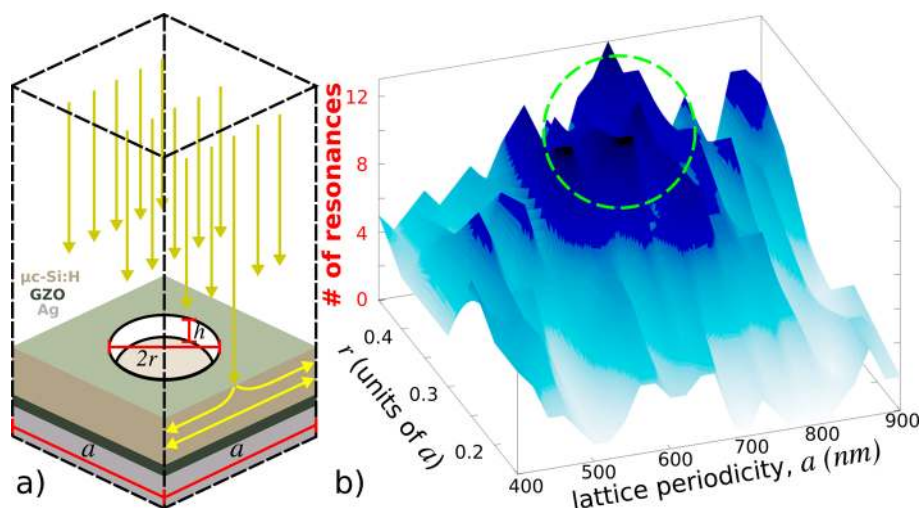 a)
b)
μc-Si:H
GZO
Ag
h
2r
a
a
# of resonances
12
8
4
0
0.4
0.3
0.2
r (units of a)
400
500
600
700
800
900
lattice periodicity, a (nm)